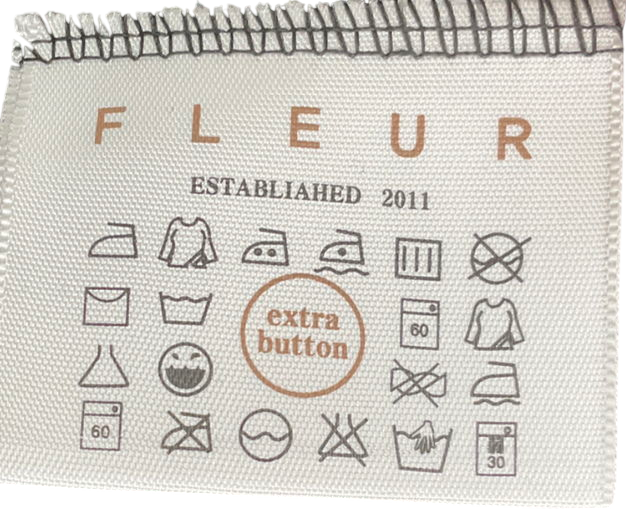 FLEUR
ESTABLIAHED 2011
extra
button
60
60
30